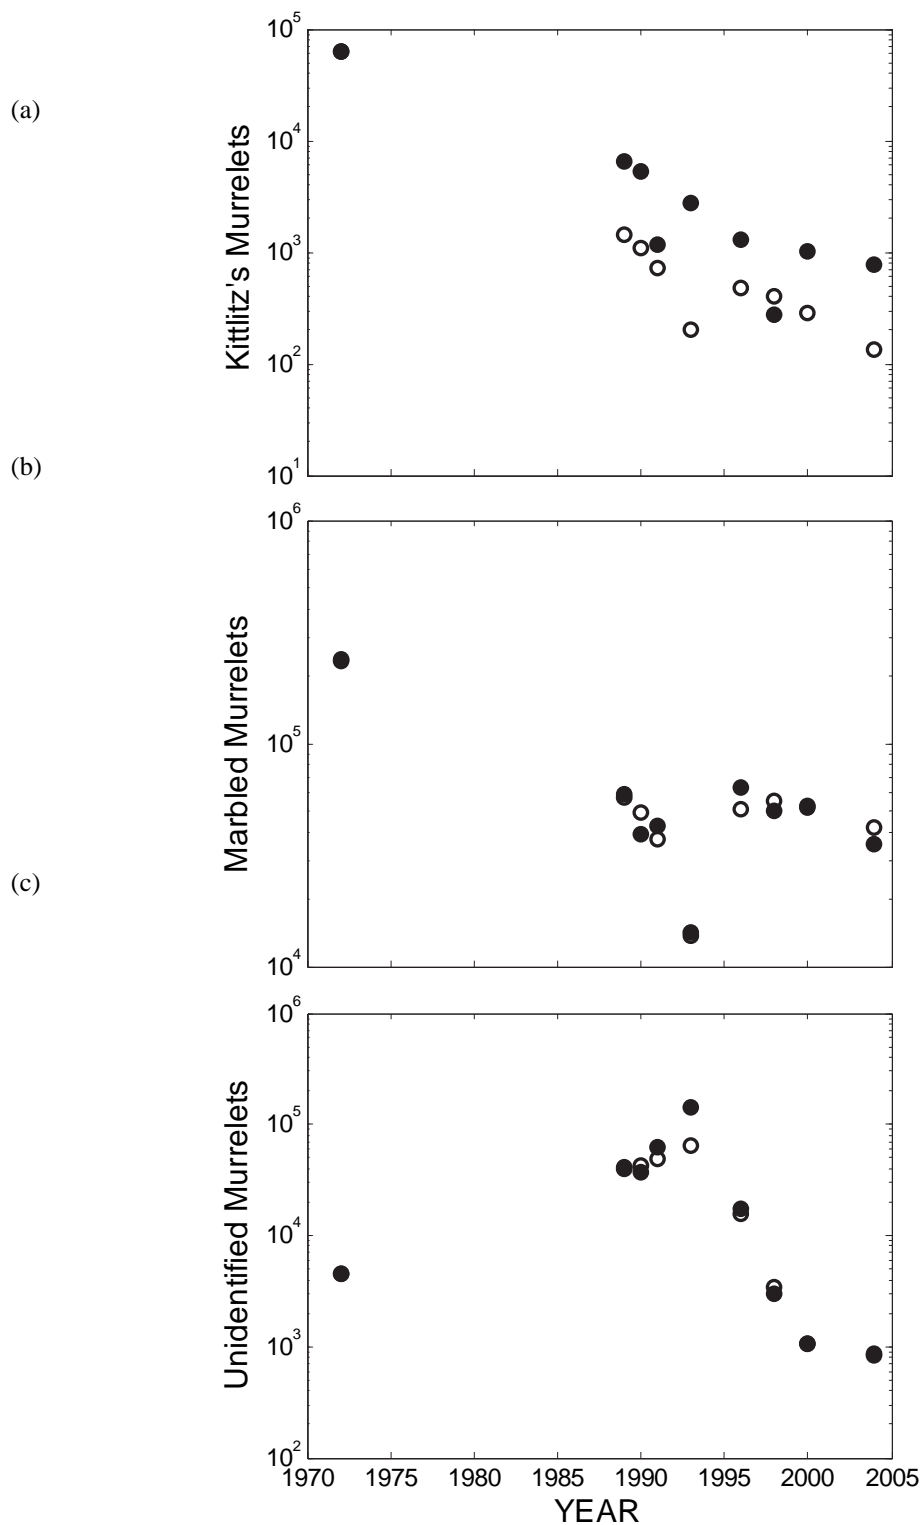 (a)
Kittlitz's Murrelets
10^5
10^4
10^3
10^2
10^1
(b)
Marbled Murrelets
10^6
10^5
10^4
(c)
Unidentified Murrelets
10^6
10^5
10^4
10^3
10^2
1970 1975 1980 1985 1990 1995 2000 2005
YEAR